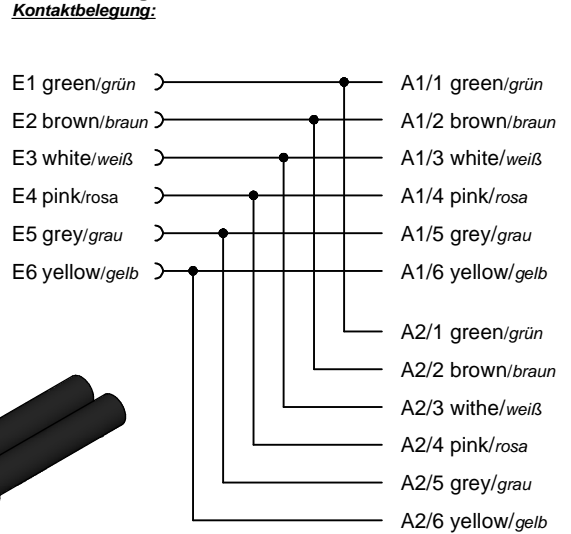 Kontaktbelegung:
E1 green/grün A1/1 green/grün
E2 brown/braun A1/2 brown/braun
E3 white/weiß A1/3 white/weiß
E4 pink/rosa A1/4 pink/rosa
E5 grey/grau A1/5 grey/grau
E6 yellow/gelb A1/6 yellow/gelb
A2/1 green/grün
A2/2 brown/braun
A2/3 withe/weiß
A2/4 pink/rosa
A2/5 grey/grau
A2/6 yellow/gelb